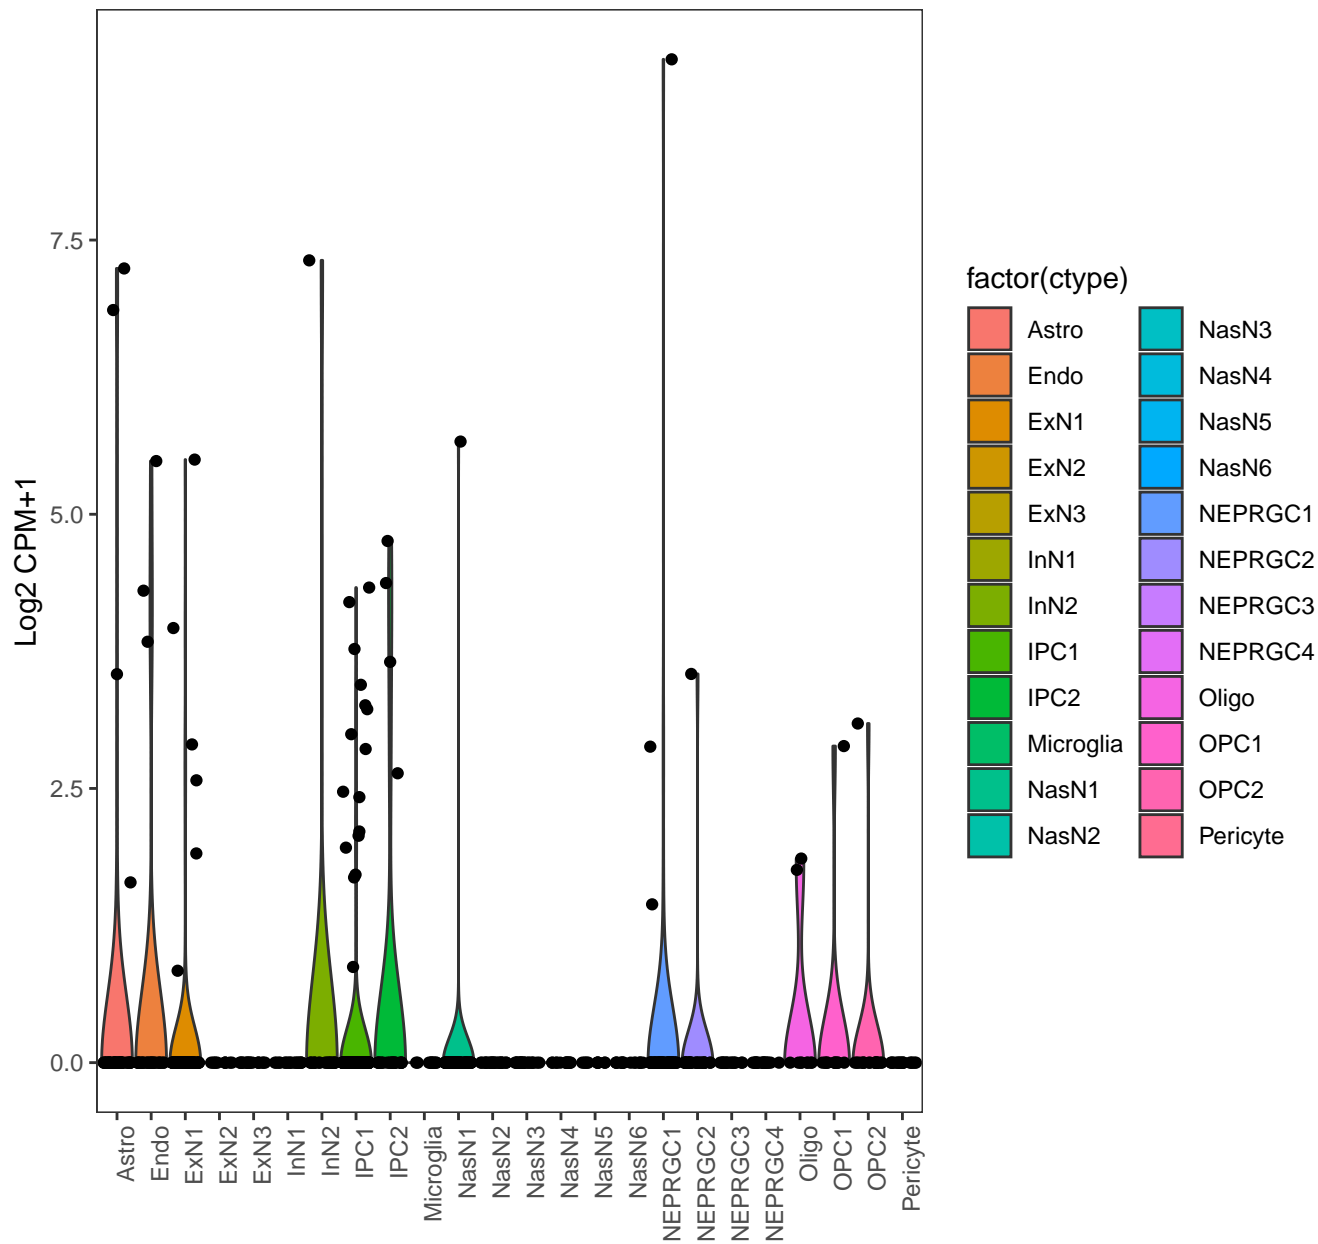 7.5
5.0
2.5
0.0
Log2 CPM+1
Astro
Endo
ExN1
ExN2
ExN3
InN1
InN2
IPC1
IPC2
Microglia
NasN1
NasN2
NasN3
NasN4
NasN5
NasN6
NEPRGC1
NEPRGC2
NEPRGC3
NEPRGC4
Oligo
OPC1
OPC2
Pericyte
factor(ctype)
Astro
Endo
ExN1
ExN2
ExN3
InN1
InN2
IPC1
IPC2
Microglia
NasN1
NasN2
NasN3
NasN4
NasN5
NasN6
NEPRGC1
NEPRGC2
NEPRGC3
NEPRGC4
Oligo
OPC1
OPC2
Pericyte